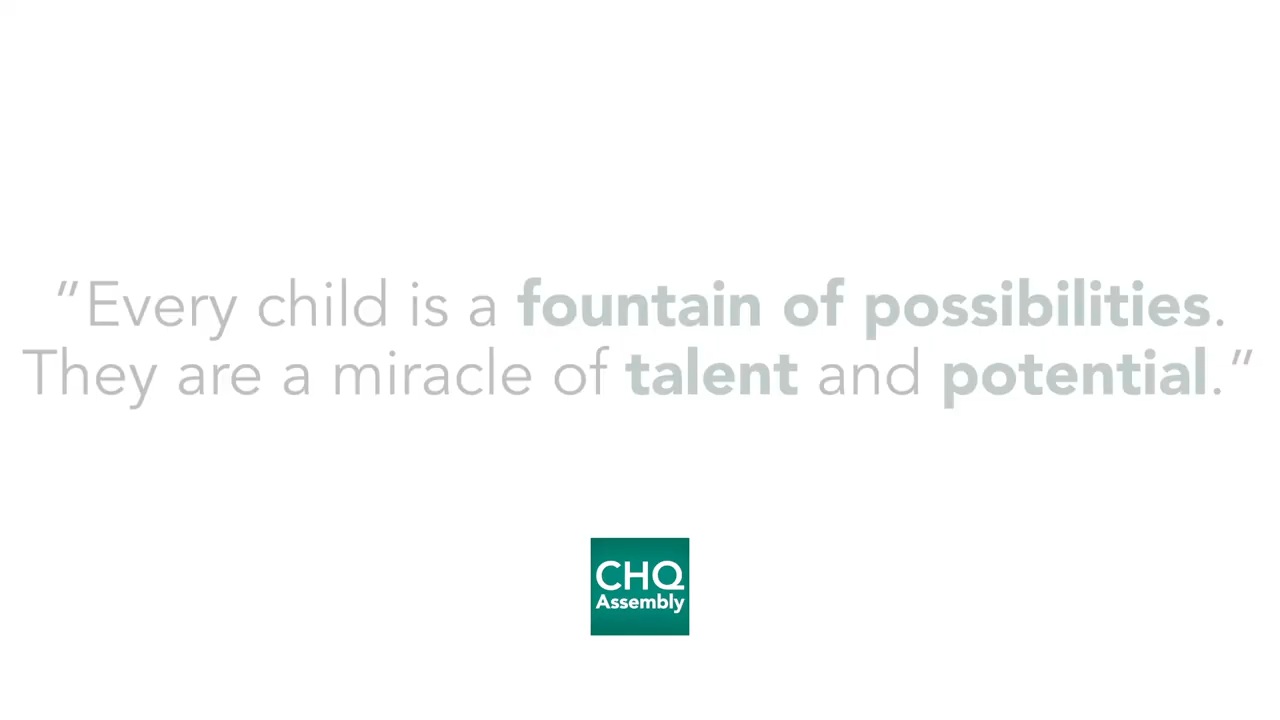 "Every child is a fountain of possibilities.
They are a miracle of talent and potential."
CHQ
Assembly